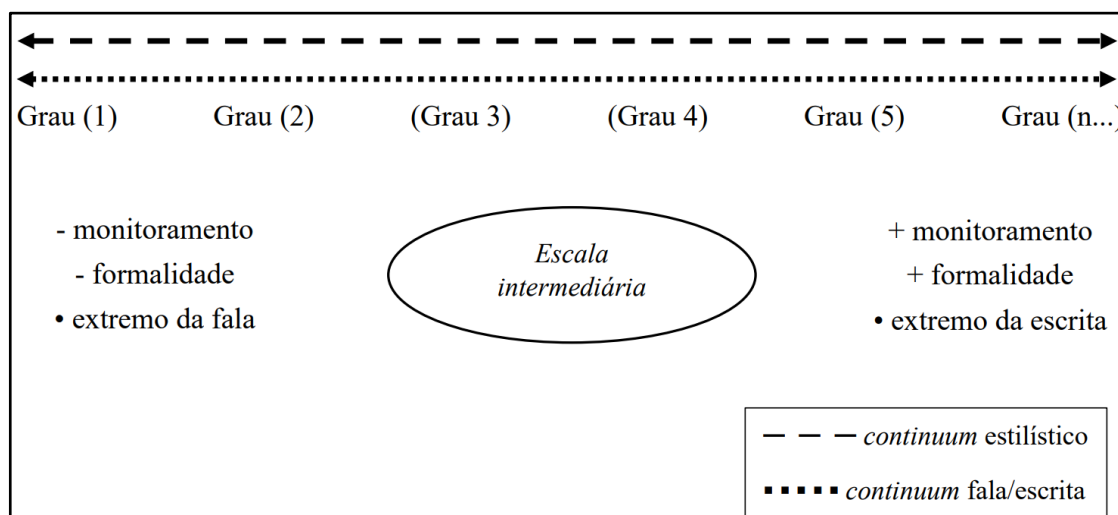 Grau (1) Grau (2) (Grau 3) (Grau 4) Grau (5) Grau (n...)
- monitoramento
- formalidade
• extremo da fala
Escala
intermediária
+ monitoramento
+ formalidade
• extremo da escrita
continuum estilístico
continuum fala/escrita